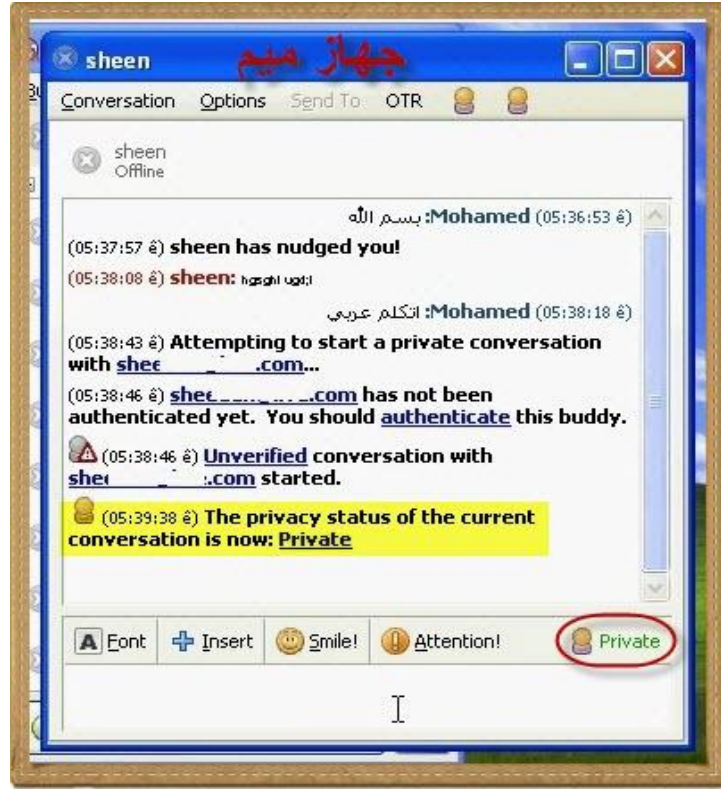 sheen
جهاز ميم
Conversation Options Send To OTR
sheen
Offline
(05:36:53 ê) Mohamed: بسم الله
(05:37:57 ê) sheen has nudged you!
(05:38:08 ê) sheen:
(05:38:18 ê) Mohamed: اتكلم عربي
(05:38:43 ê) Attempting to start a private conversation
with shee .com...
(05:38:46 ê) shee .com has not been
authenticated yet. You should authenticate this buddy.
(05:38:46 ê) Unverified conversation with
she .com started.
(05:39:38 ê) The privacy status of the current
conversation is now: Private
A Font Insert Smile! Attention! Private